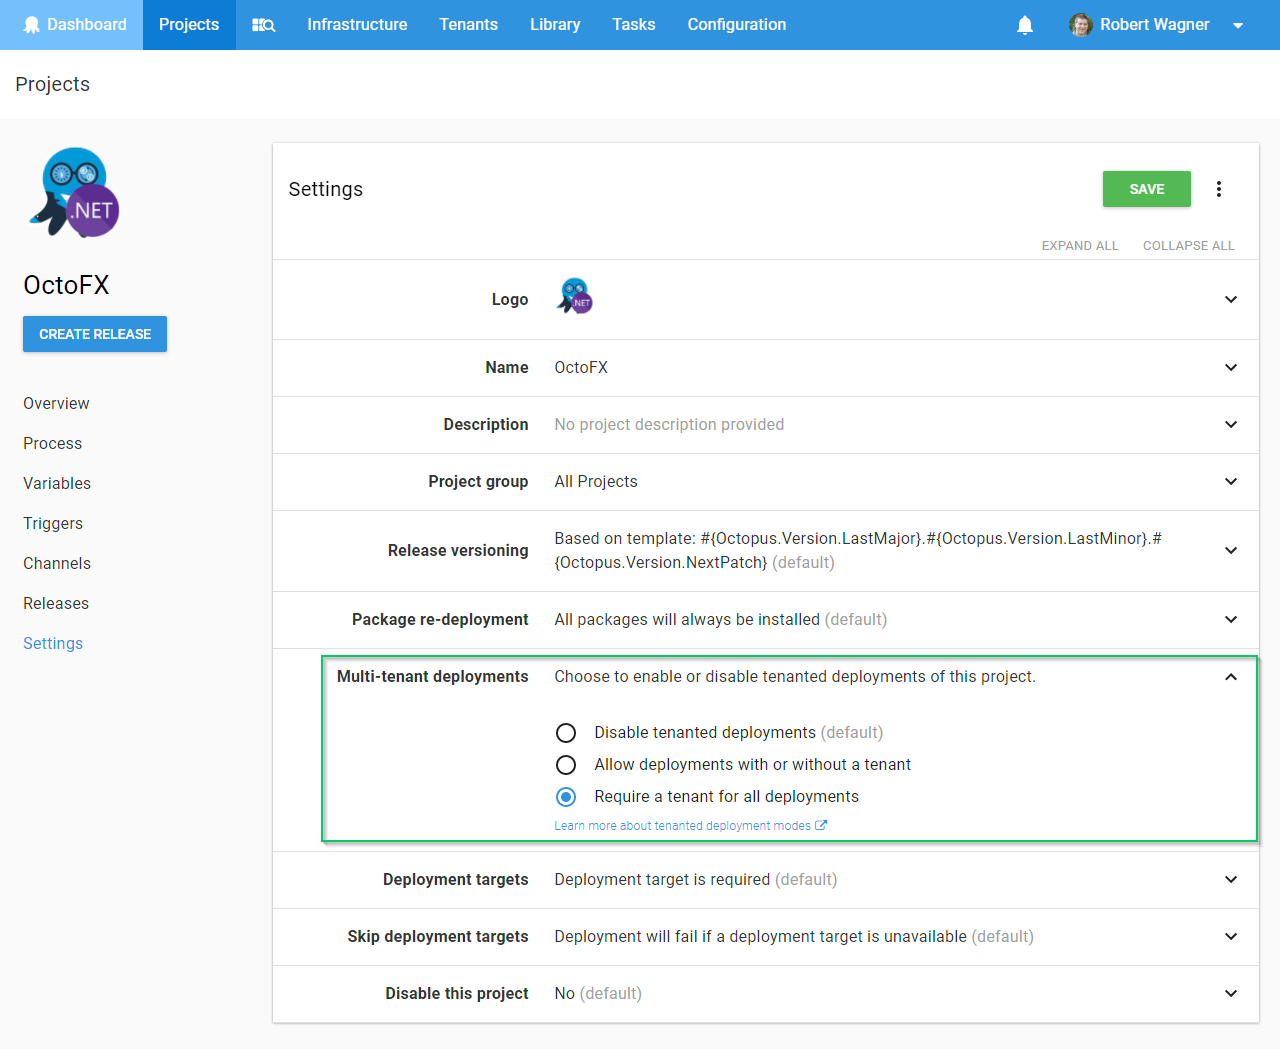 Dashboard Projects Infrastructure Tenants Library Tasks Configuration Robert Wagner
Projects
.NET
OctoFX
CREATE RELEASE
Overview
Process
Variables
Triggers
Channels
Releases
Settings
Settings
SAVE
EXPAND ALL COLLAPSE ALL
Logo
.NET
Name OctoFX
Description No project description provided
Project group All Projects
Release versioning Based on template: #{Octopus.Version.LastMajor}.#{Octopus.Version.LastMinor}.#
{Octopus.Version.NextPatch} (default)
Package re-deployment All packages will always be installed (default)
Multi-tenant deployments Choose to enable or disable tenanted deployments of this project.
Disable tenanted deployments (default)
Allow deployments with or without a tenant
Require a tenant for all deployments
Learn more about tenanted deployment modes
Deployment targets Deployment target is required (default)
Skip deployment targets Deployment will fail if a deployment target is unavailable (default)
Disable this project No (default)